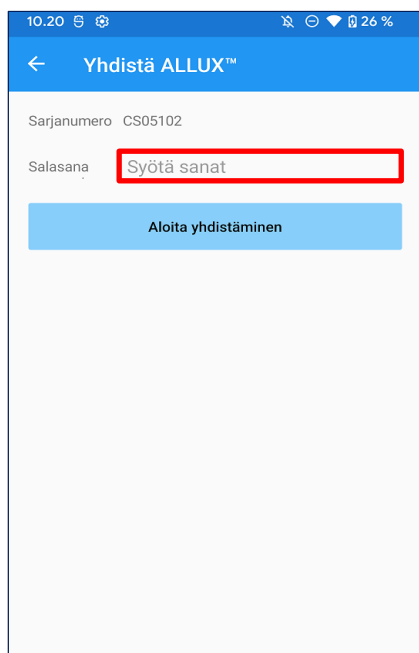 10.20 26 %
Yhdistä ALLUX™
Sarjanumero CS05102
Salasana Syötä sanat
Aloita yhdistäminen